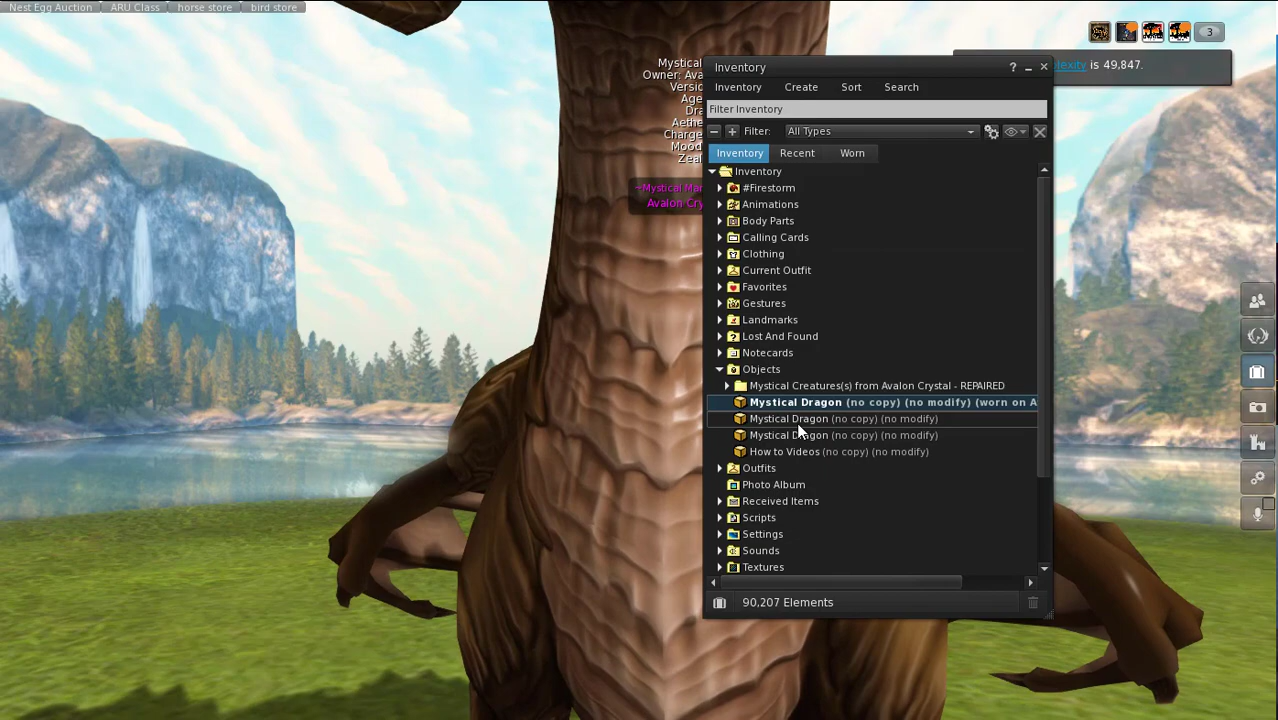 Nest Egg Auction ARU Class horse store bird store
3
plexity is 49,847.
Mystical
Owner: Ava
Versio
Age
Dra
Aethe
Charge
Mood
Zeal
~Mystical Mar
Avalon Cry
Inventory
Inventory Create Sort Search
Filter Inventory
Filter: All Types
Inventory Recent Worn
Inventory
#Firestorm
Animations
Body Parts
Calling Cards
Clothing
Current Outfit
Favorites
Gestures
Landmarks
Lost And Found
Notecards
Objects
Mystical Creatures(s) from Avalon Crystal - REPAIRED
Mystical Dragon (no copy) (no modify) (worn on A
Mystical Dragon (no copy) (no modify)
Mystical Dragon (no copy) (no modify)
How to Videos (no copy) (no modify)
Outfits
Photo Album
Received Items
Scripts
Settings
Sounds
Textures
90,207 Elements